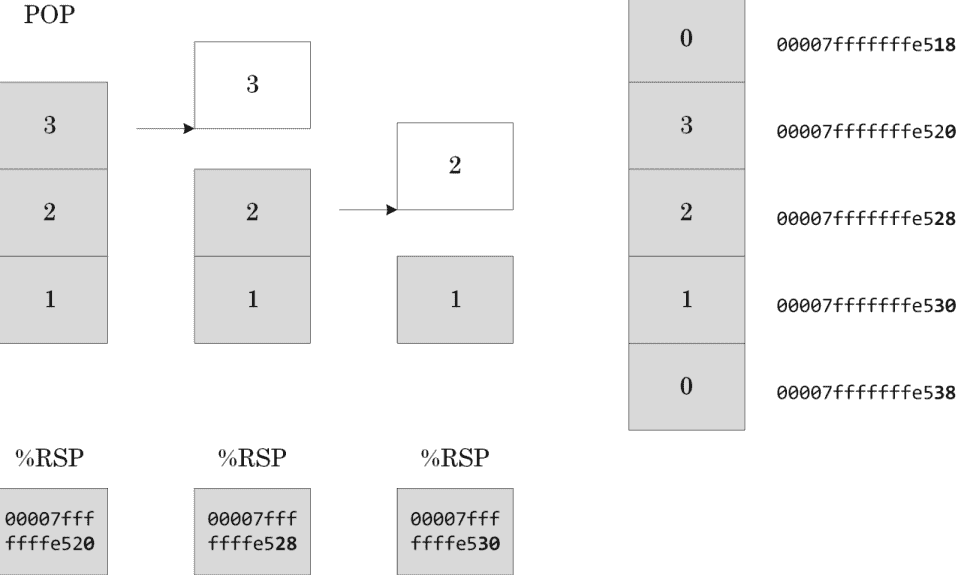 POP
3
2
1
3
2
1
2
1
0 00007fffffffe518
3 00007fffffffe520
2 00007fffffffe528
1 00007fffffffe530
0 00007fffffffe538
%RSP
00007fff
ffffe520
%RSP
00007fff
ffffe528
%RSP
00007fff
ffffe530